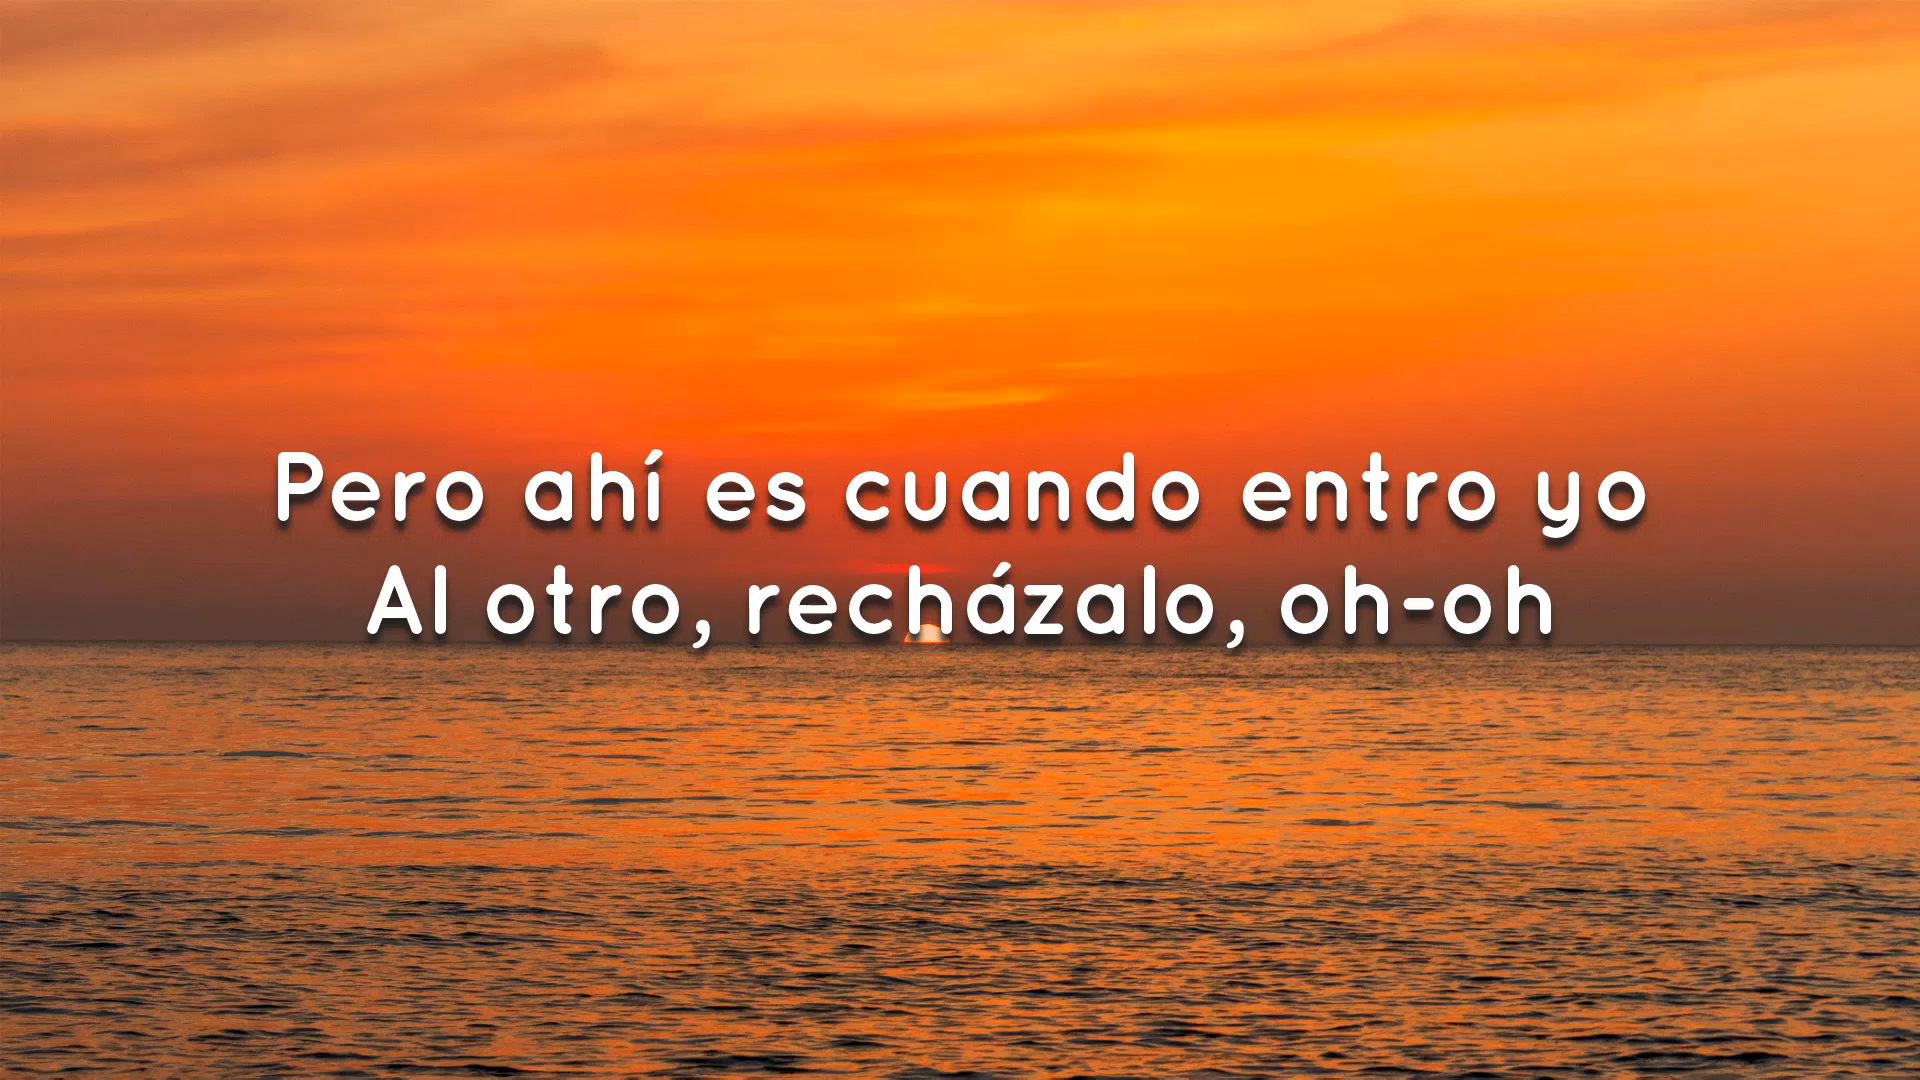 Pero ahí es cuando entro yo
Al otro, recházalo, oh-oh